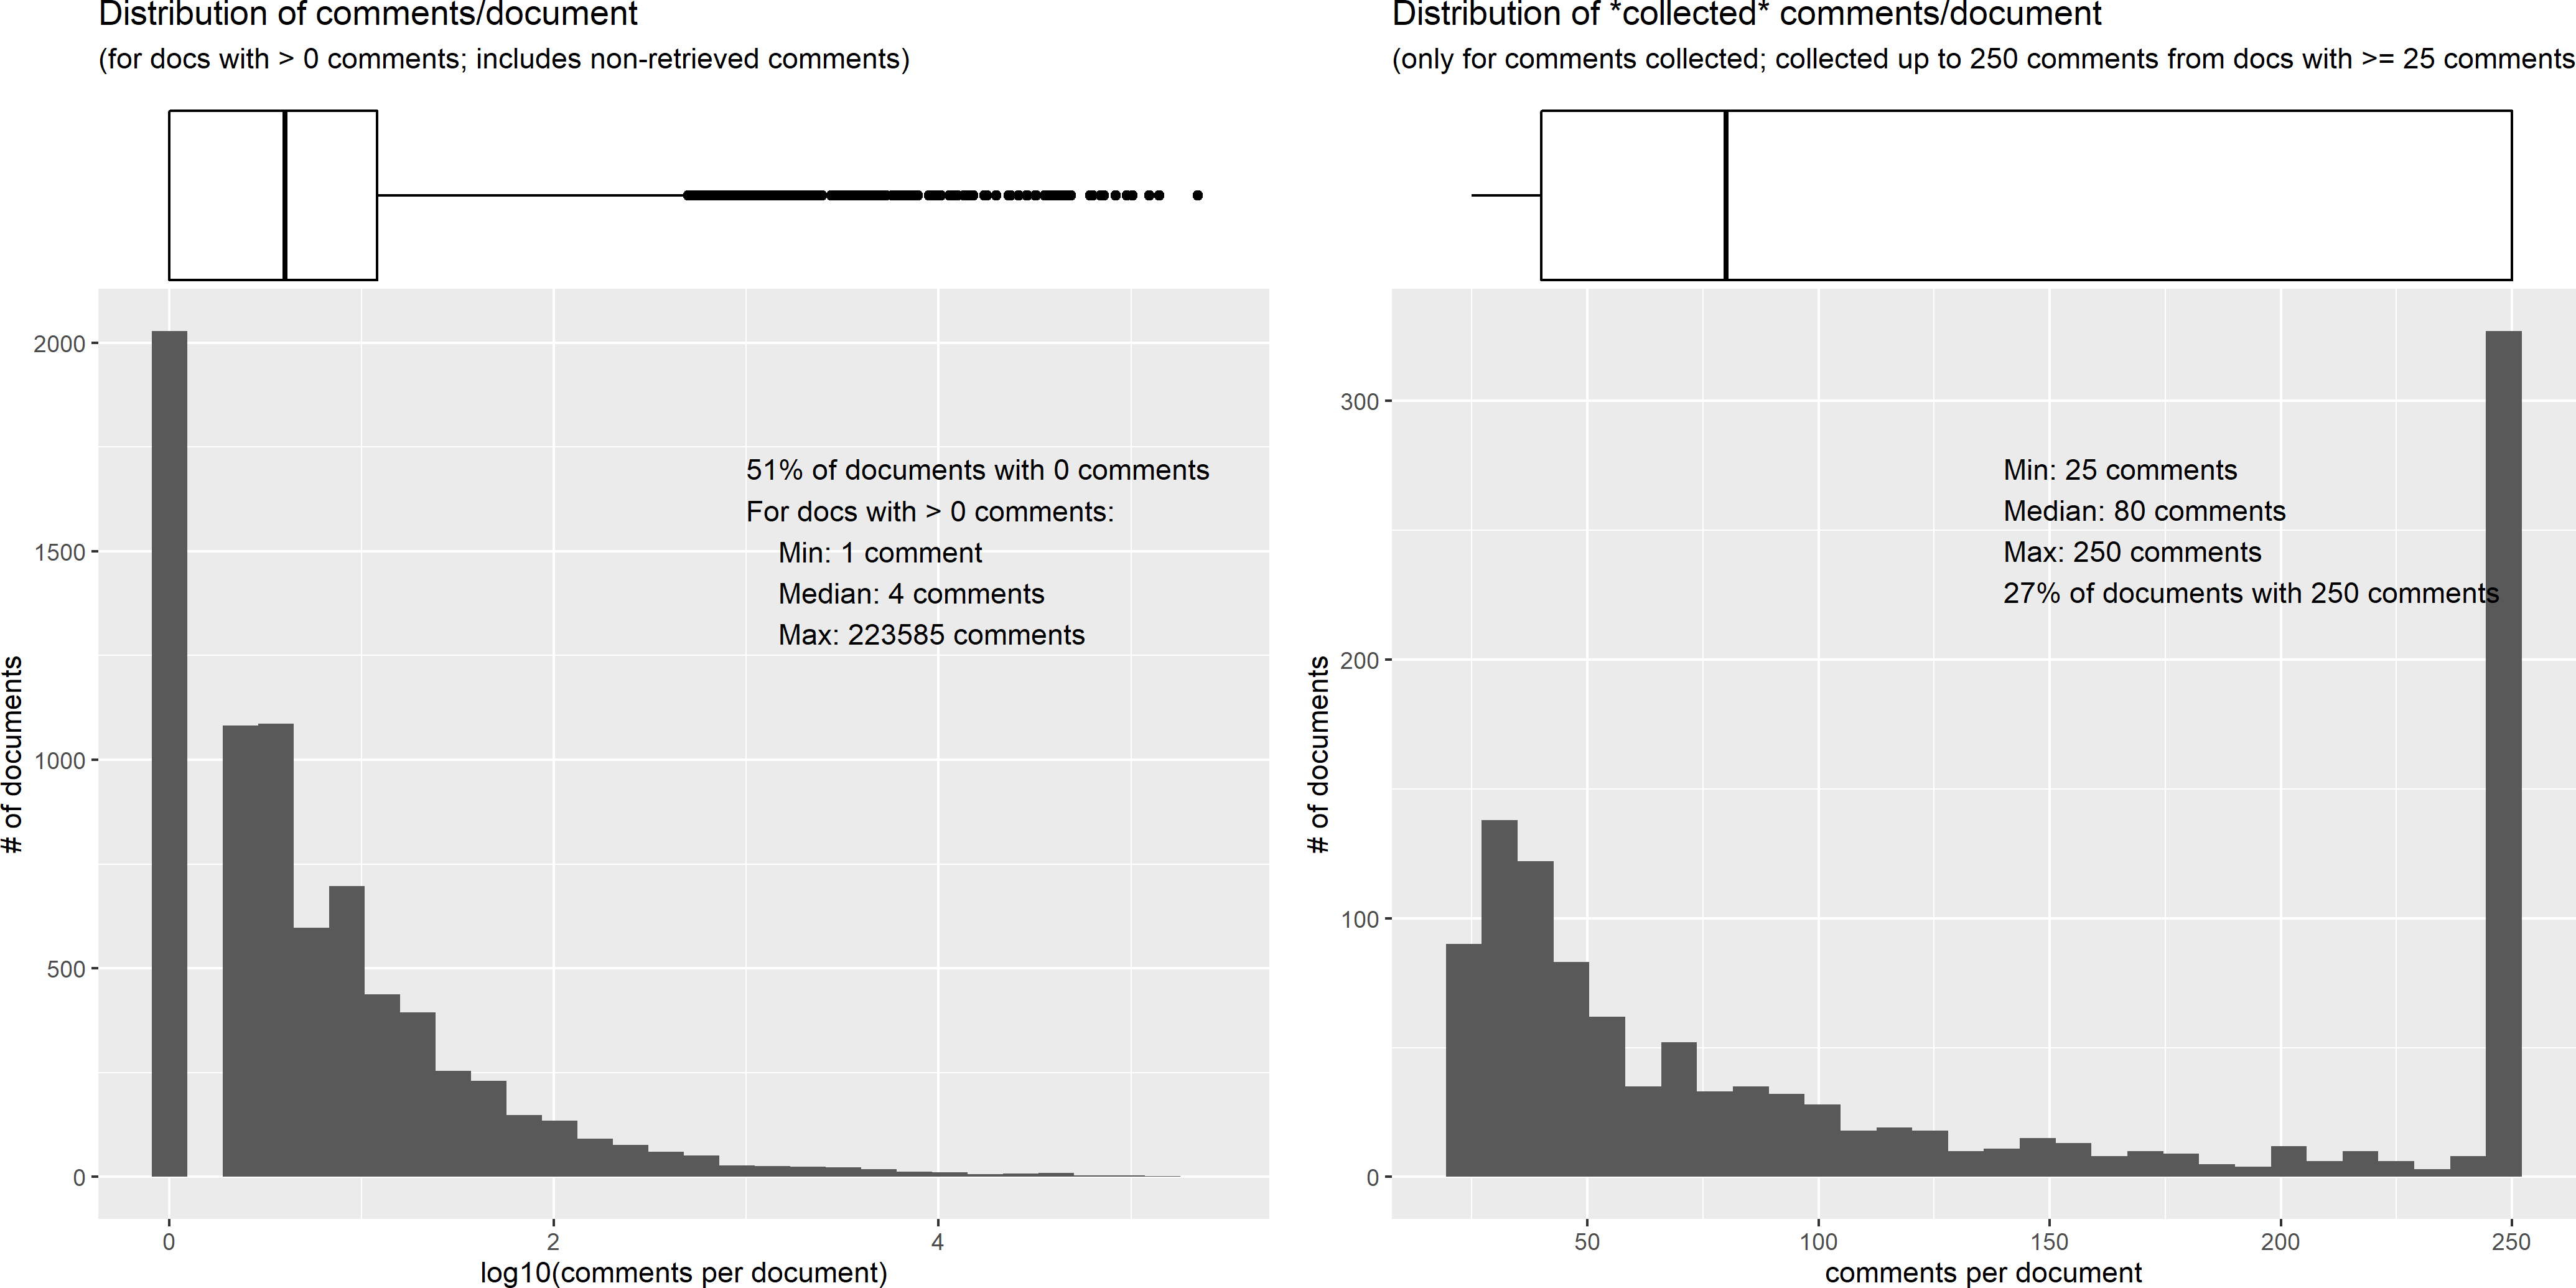 Distribution of comments/document
(for docs with > 0 comments; includes non-retrieved comments)
2000
1500
1000
500
0
# of documents
51% of documents with 0 comments
For docs with > 0 comments:
Min: 1 comment
Median: 4 comments
Max: 223585 comments
0
2
4
log10(comments per document)
Distribution of *collected* comments/document
(only for comments collected; collected up to 250 comments from docs with >= 25 comments
300
200
100
0
# of documents
Min: 25 comments
Median: 80 comments
Max: 250 comments
27% of documents with 250 comments
50
100
150
200
250
comments per document